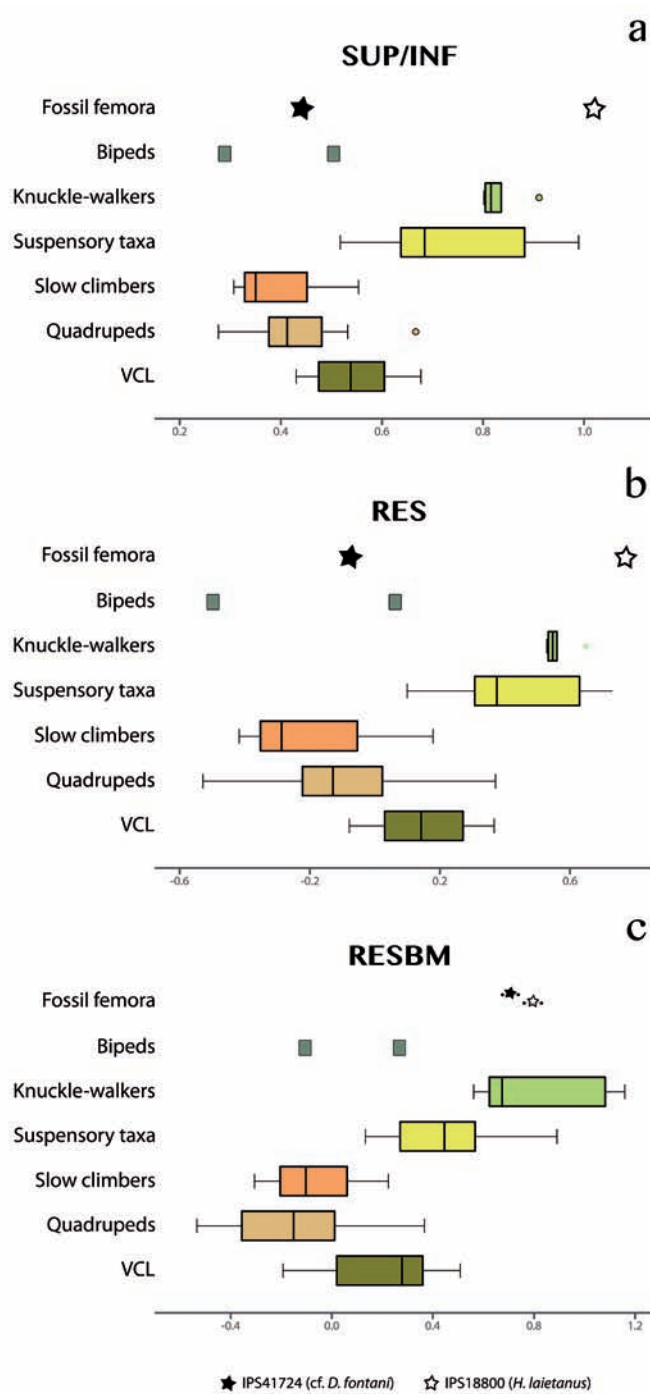 a
SUP/INF
Fossil femora
Bipeds
Knuckle-walkers
Suspensory taxa
Slow climbers
Quadrupeds
VCL
0.2 0.4 0.6 0.8 1.0
b
RES
Fossil femora
Bipeds
Knuckle-walkers
Suspensory taxa
Slow climbers
Quadrupeds
VCL
-0.6 -0.2 0.2 0.6
c
RESBM
Fossil femora
Bipeds
Knuckle-walkers
Suspensory taxa
Slow climbers
Quadrupeds
VCL
-0.4 0.0 0.4 0.8 1.2
IPS41724 (cf. D. fontani) IPS18800 (H. laietanus)